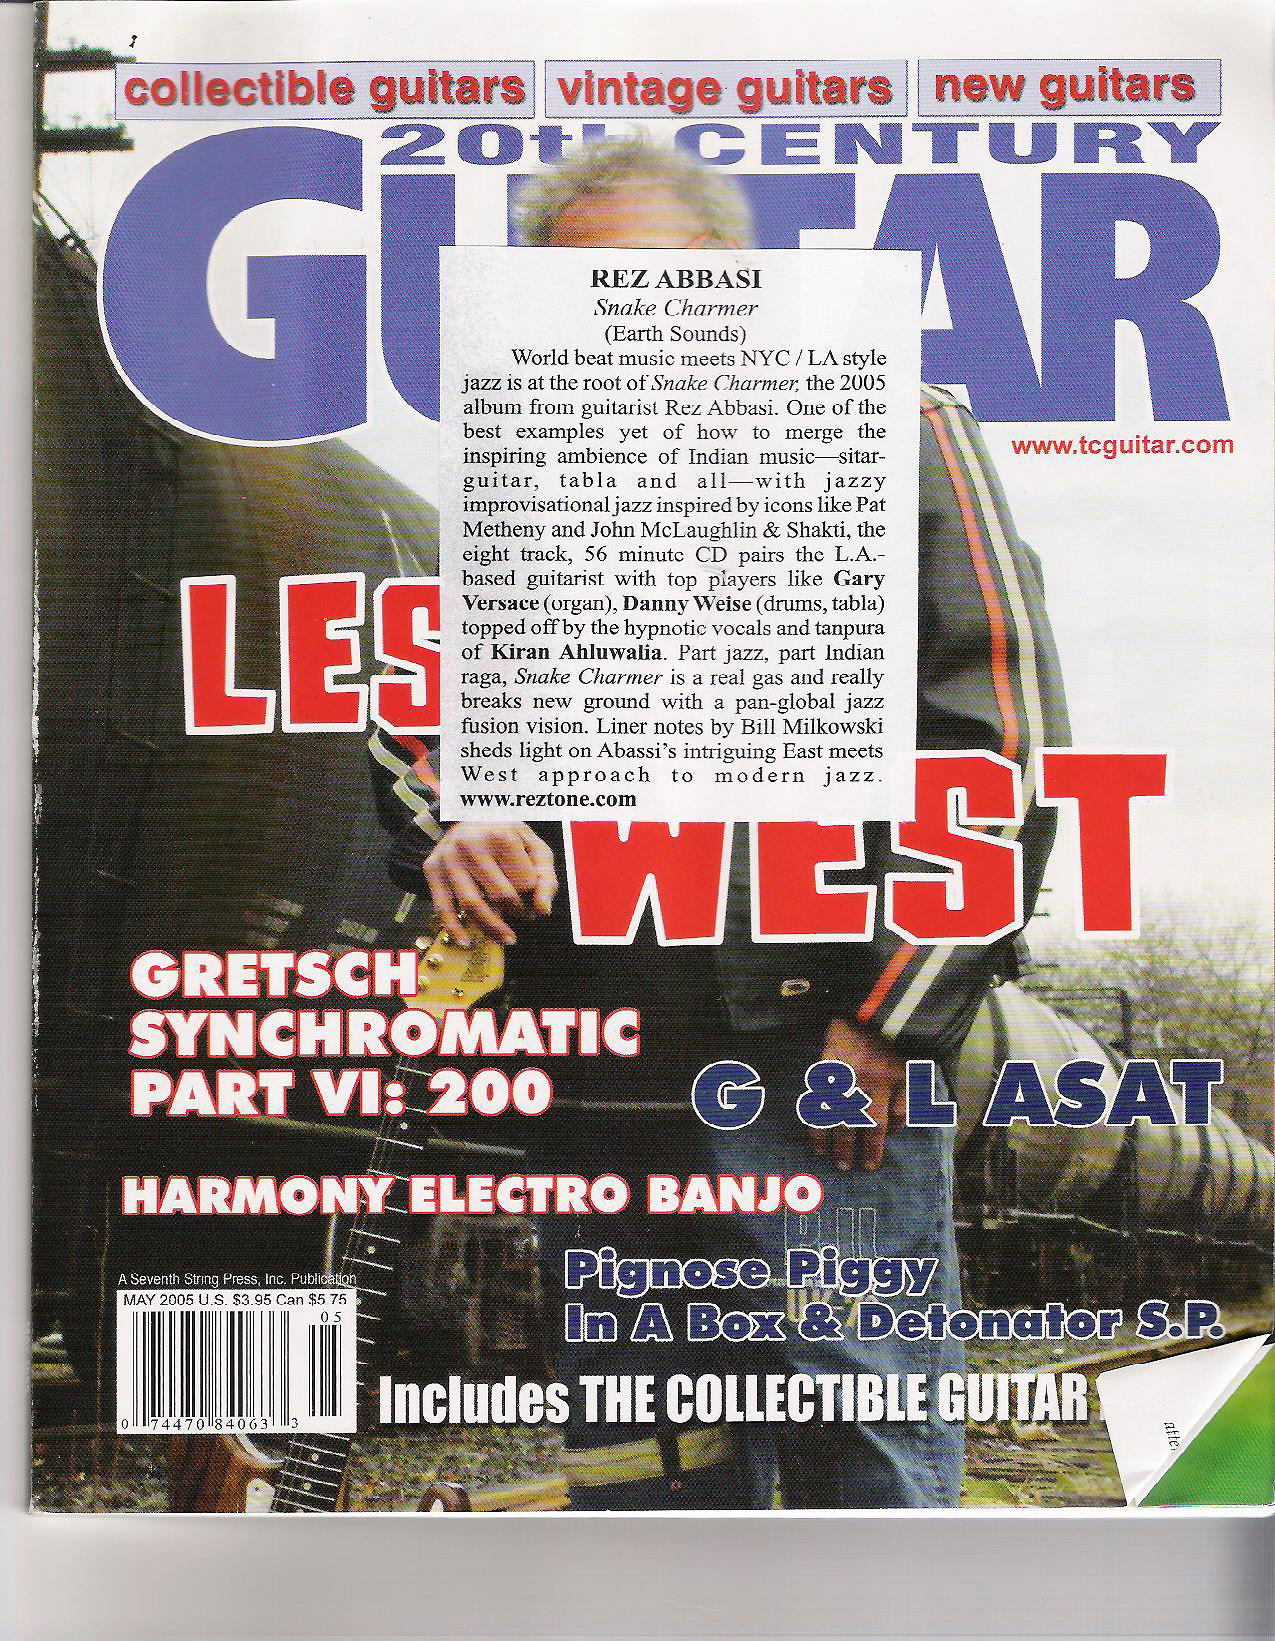 collectible guitars vintage guitars new guitars
20th CENTURY
GUITAR
www.tcguitar.com
REZ ABBASI
Snake Charmer
(Earth Sounds)
World beat music meets NYC / LA style
jazz is at the root of Snake Charmer, the 2005
album from guitarist Rez Abbasi. One of the
best examples yet of how to merge the
inspiring ambience of Indian music—sitar-
guitar, tabla and all—with jazzy
improvisational jazz inspired by icons like Pat
Metheny and John McLaughlin & Shakti, the
eight track, 56 minute CD pairs the L.A.-
based guitarist with top players like Gary
Versace (organ), Danny Weise (drums, tabla)
topped off by the hypnotic vocals and tanpura
of Kiran Ahluwalia. Part jazz, part Indian
raga, Snake Charmer is a real gas and really
breaks new ground with a pan-global jazz
fusion vision. Liner notes by Bill Milkowski
sheds light on Abassi's intriguing East meets
West approach to modern jazz.
www.reztone.com
LES
WEST
GRETSCH
SYNCHROMATIC
PART VI: 200
G & L ASAT
HARMONY ELECTRO BANJO
Pignose Piggy
In A Box & Detonator S.P.
A Seventh String Press, Inc. Publication
MAY 2005 U.S. $3.95 Can $5.75
05
0 74470 84063 3
Includes THE COLLECTIBLE GUITAR